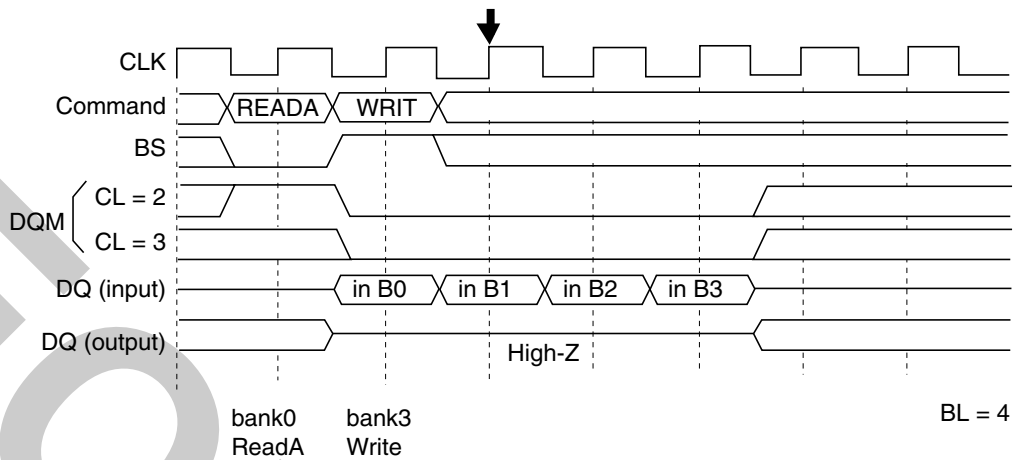 CLK
Command READA WRIT
BS
DQM CL = 2
CL = 3
DQ (input) in B0 in B1 in B2 in B3
DQ (output) High-Z
bank0 bank3 BL = 4
ReadA Write